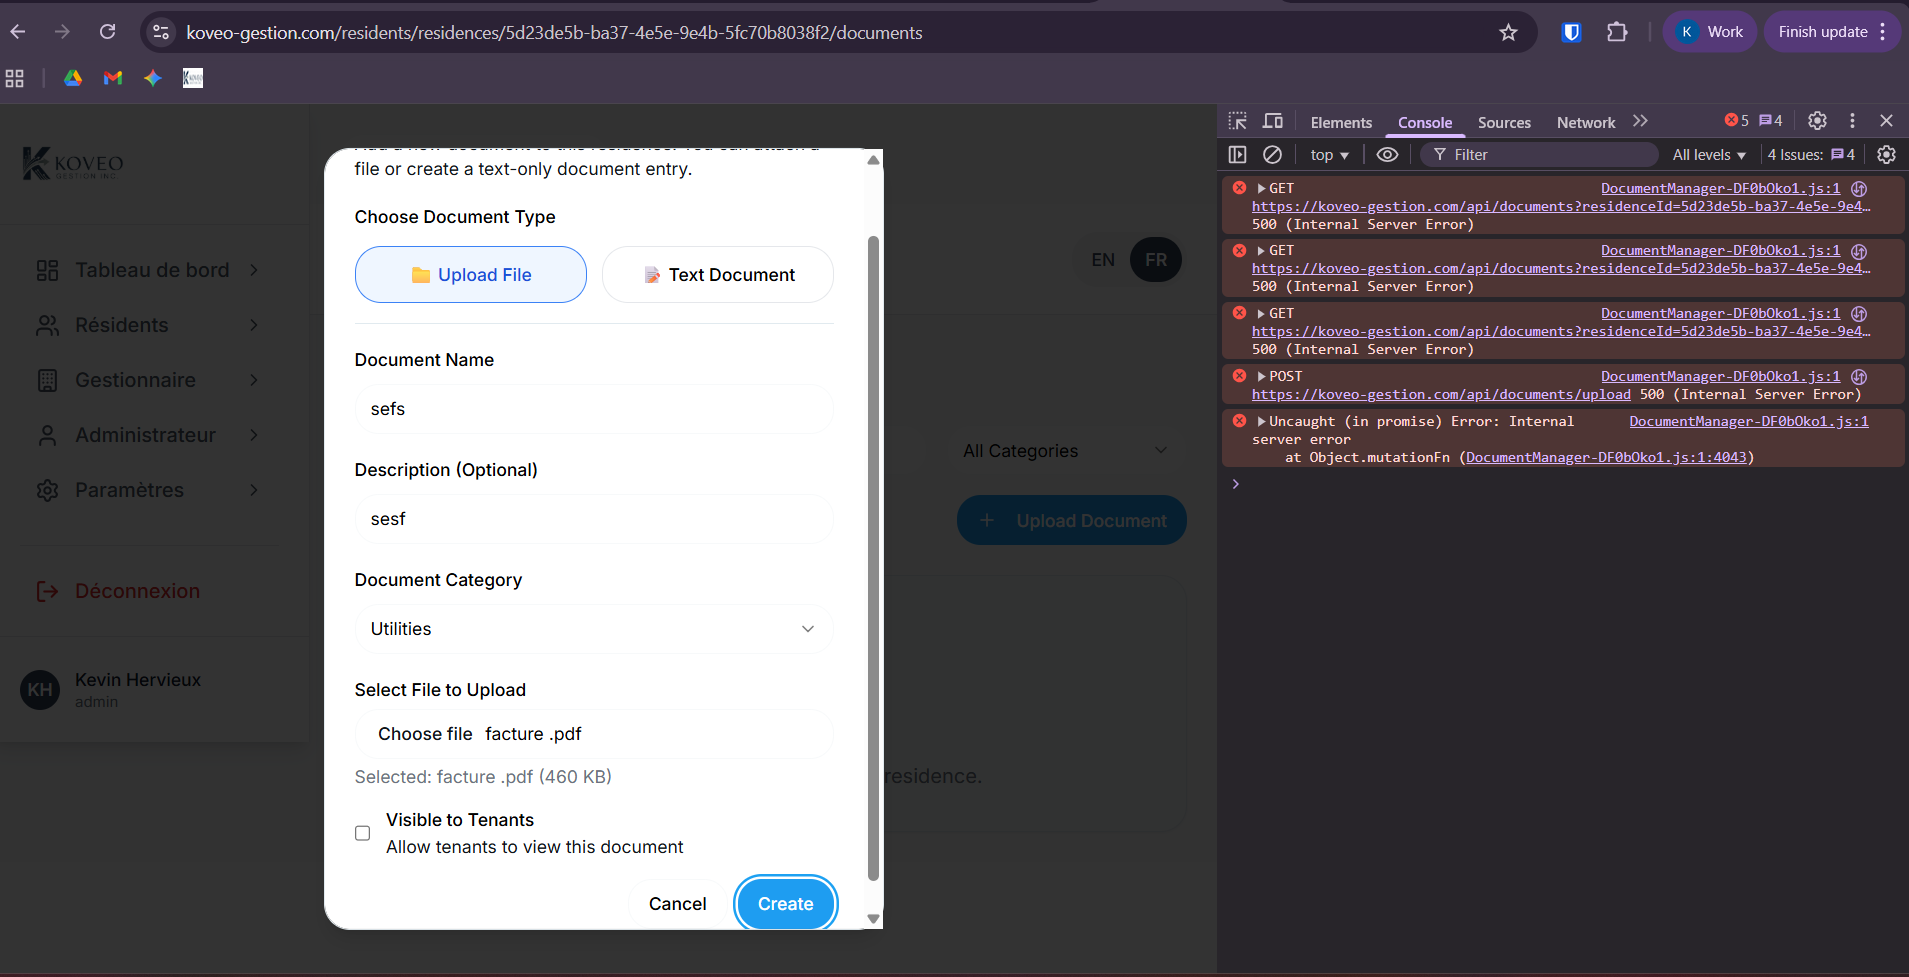 koveo-gestion.com/residents/residences/5d23de5b-ba37-4e5e-9e4b-5fc70b8038f2/documents
K Work
Finish update
KOVEO
GESTION INC.
Tableau de bord
Résidents
Gestionnaire
Administrateur
Paramètres
Déconnexion
KH
Kevin Hervieux
admin
EN FR
All Categories
+ Upload Document
residence.
file or create a text-only document entry.
Choose Document Type
Upload File
Text Document
Document Name
sefs
Description (Optional)
sesf
Document Category
Utilities
Select File to Upload
Choose file facture .pdf
Selected: facture .pdf (460 KB)
Visible to Tenants
Allow tenants to view this document
Cancel
Create
Elements Console Sources Network 5 4
top Filter All levels 4 Issues: 4
GET DocumentManager-DF0bOko1.js:1
https://koveo-gestion.com/api/documents?residenceId=5d23de5b-ba37-4e5e-9e4…
500 (Internal Server Error)
GET DocumentManager-DF0bOko1.js:1
https://koveo-gestion.com/api/documents?residenceId=5d23de5b-ba37-4e5e-9e4…
500 (Internal Server Error)
GET DocumentManager-DF0bOko1.js:1
https://koveo-gestion.com/api/documents?residenceId=5d23de5b-ba37-4e5e-9e4…
500 (Internal Server Error)
POST DocumentManager-DF0bOko1.js:1
https://koveo-gestion.com/api/documents/upload 500 (Internal Server Error)
Uncaught (in promise) Error: Internal DocumentManager-DF0bOko1.js:1
server error
at Object.mutationFn (DocumentManager-DF0bOko1.js:1:4043)